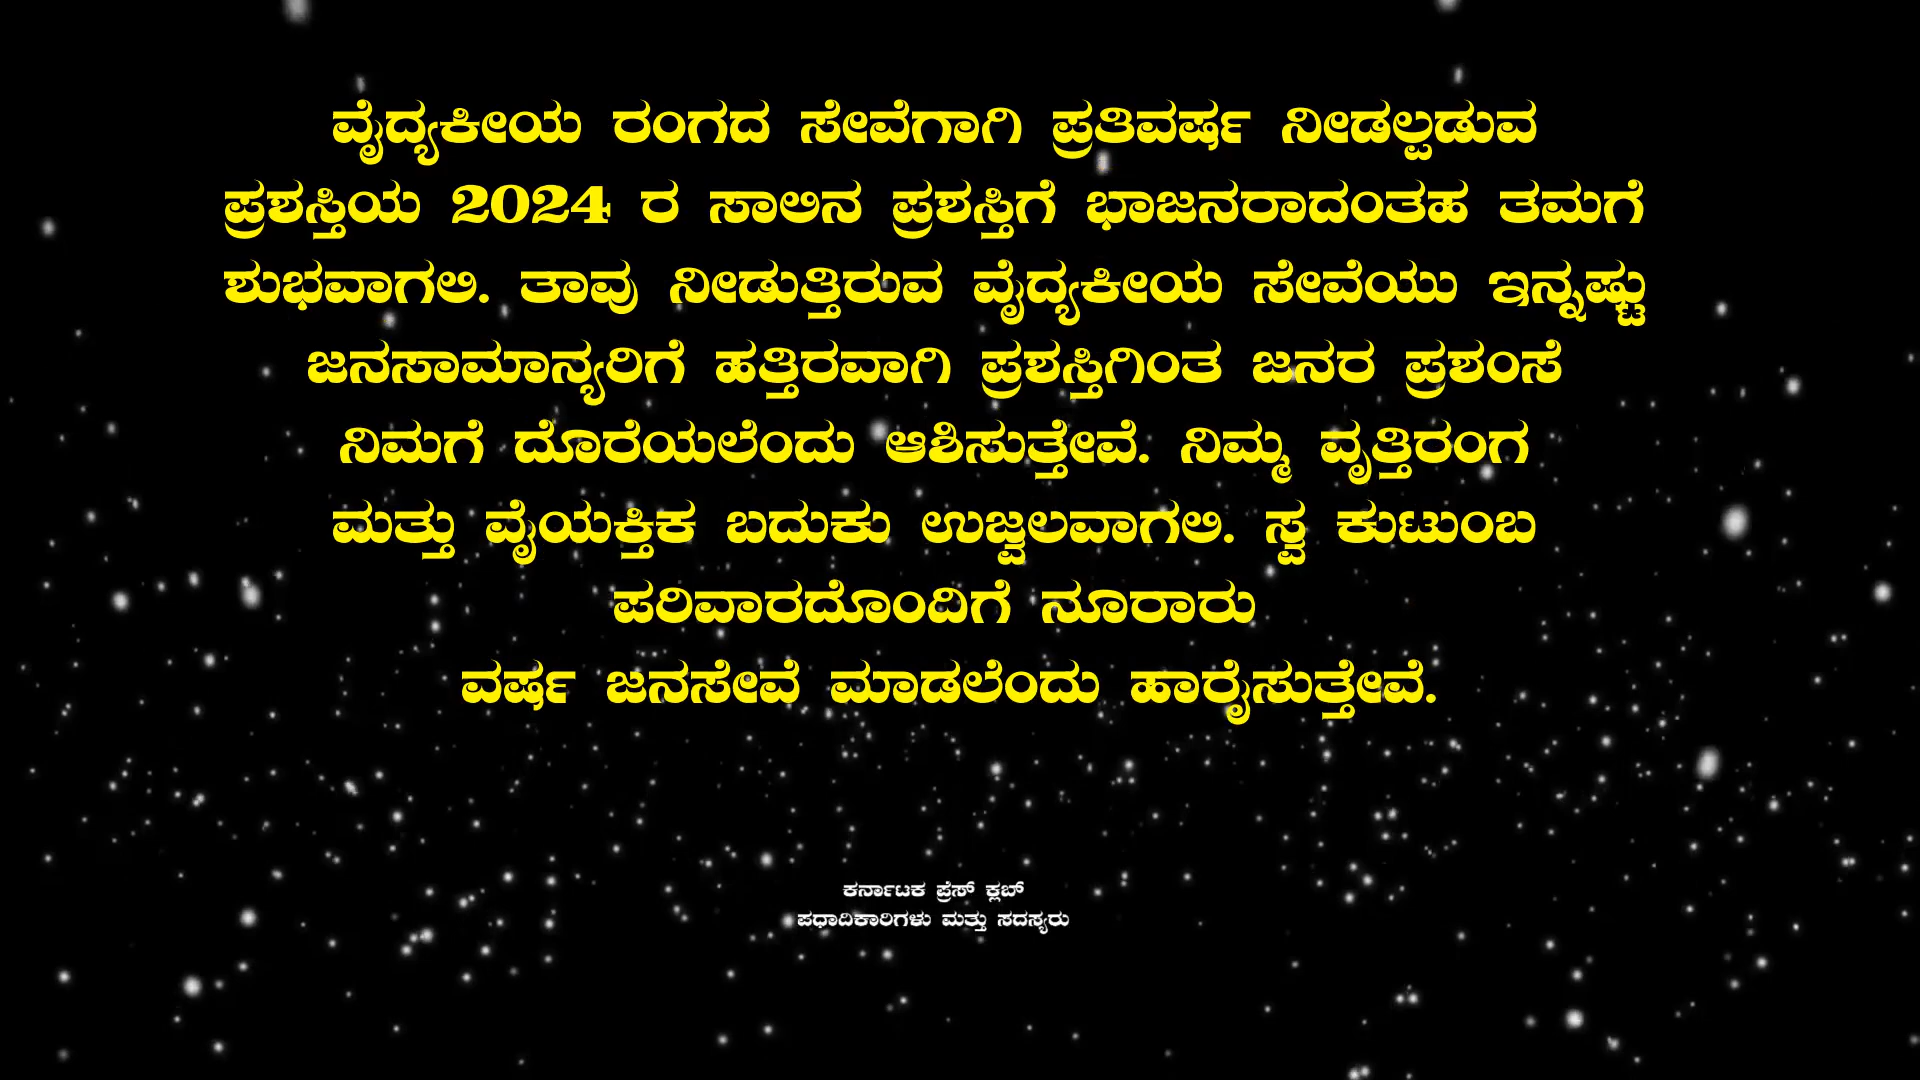 ವೈದ್ಯಕೀಯ ರಂಗದ ಸೇವೆಗಾಗಿ ಪ್ರತಿವರ್ಷ ನೀಡಲ್ಪಡುವ
ಪ್ರಶಸ್ತಿಯ 2024 ರ ಸಾಲಿನ ಪ್ರಶಸ್ತಿಗೆ ಭಾಜನರಾದಂತಹ ತಮಗೆ
ಶುಭವಾಗಲಿ. ತಾವು ನೀಡುತ್ತಿರುವ ವೈದ್ಯಕೀಯ ಸೇವೆಯು ಇನ್ನಷ್ಟು
ಜನಸಾಮಾನ್ಯರಿಗೆ ಹತ್ತಿರವಾಗಿ ಪ್ರಶಸ್ತಿಗಿಂತ ಜನರ ಪ್ರಶಂಸೆ
ನಿಮಗೆ ದೊರೆಯಲೆಂದು ಆಶಿಸುತ್ತೇವೆ. ನಿಮ್ಮ ವೃತ್ತಿರಂಗ
ಮತ್ತು ವೈಯಕ್ತಿಕ ಬದುಕು ಉಜ್ವಲವಾಗಲಿ. ಸ್ವ ಕುಟುಂಬ
ಪರಿವಾರದೊಂದಿಗೆ ನೂರಾರು
ವರ್ಷ ಜನಸೇವೆ ಮಾಡಲೆಂದು ಹಾರೈಸುತ್ತೇವೆ.
ಕರ್ನಾಟಕ ಪ್ರೆಸ್ ಕ್ಲಬ್
ಪಧಾದಿಕಾರಿಗಳು ಮತ್ತು ಸದಸ್ಯರು